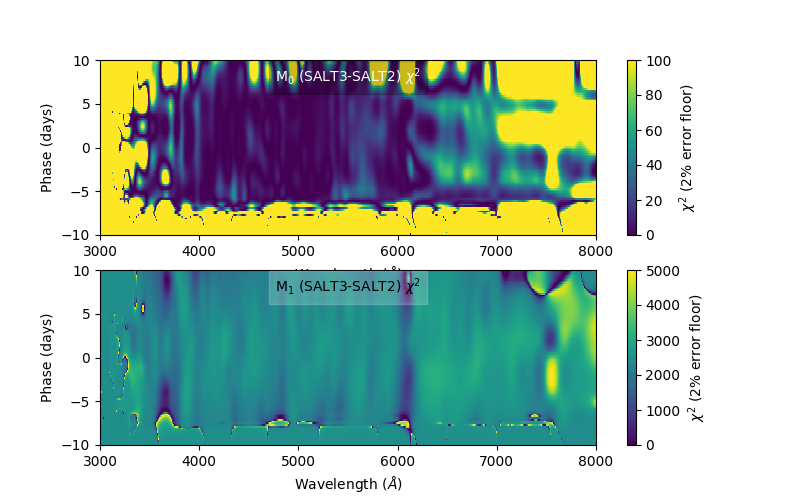 M₀ (SALT3-SALT2) χ²
Phase (days)
10
5
0
−5
−10
3000 4000 5000 6000 7000 8000
100
80
60
40
20
0
χ² (2% error floor)
M₁ (SALT3-SALT2) χ²
Phase (days)
10
5
0
−5
−10
3000 4000 5000 6000 7000 8000
Wavelength (Å)
5000
4000
3000
2000
1000
0
χ² (2% error floor)